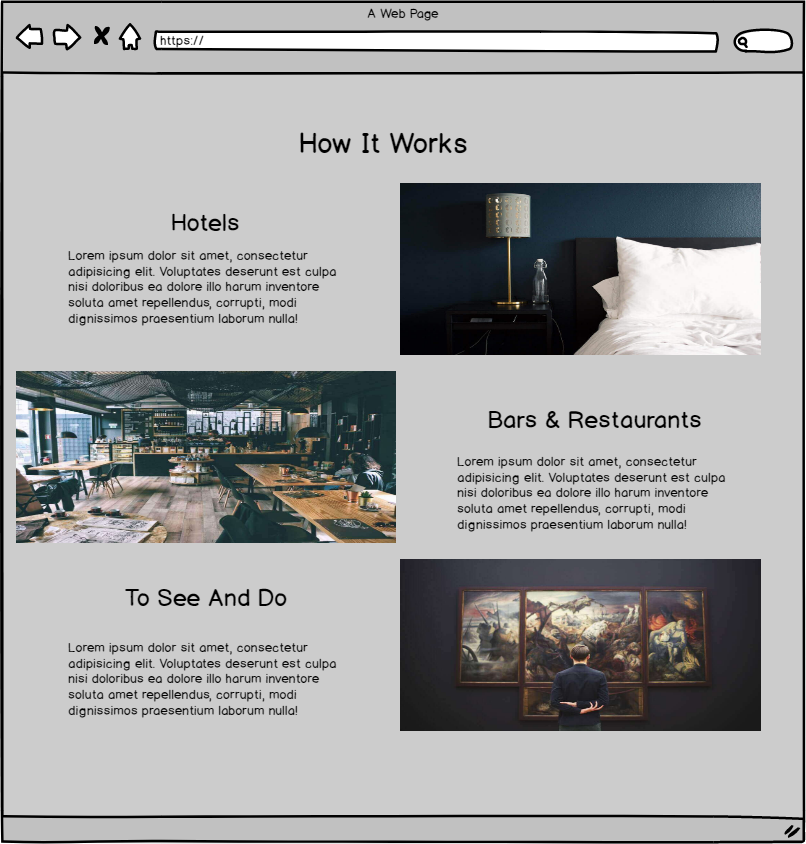 A Web Page
https://
How It Works
Hotels
Lorem ipsum dolor sit amet, consectetur
adipisicing elit. Voluptates deserunt est culpa
nisi doloribus ea dolore illo harum inventore
soluta amet repellendus, corrupti, modi
dignissimos praesentium laborum nulla!
Bars & Restaurants
Lorem ipsum dolor sit amet, consectetur
adipisicing elit. Voluptates deserunt est culpa
nisi doloribus ea dolore illo harum inventore
soluta amet repellendus, corrupti, modi
dignissimos praesentium laborum nulla!
To See And Do
Lorem ipsum dolor sit amet, consectetur
adipisicing elit. Voluptates deserunt est culpa
nisi doloribus ea dolore illo harum inventore
soluta amet repellendus, corrupti, modi
dignissimos praesentium laborum nulla!